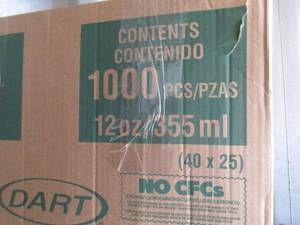 CONTENTS
CONTENIDO
1000 PCS/PZAS
12 oz/355 ml
(40 x 25)
DART
NO CFCs